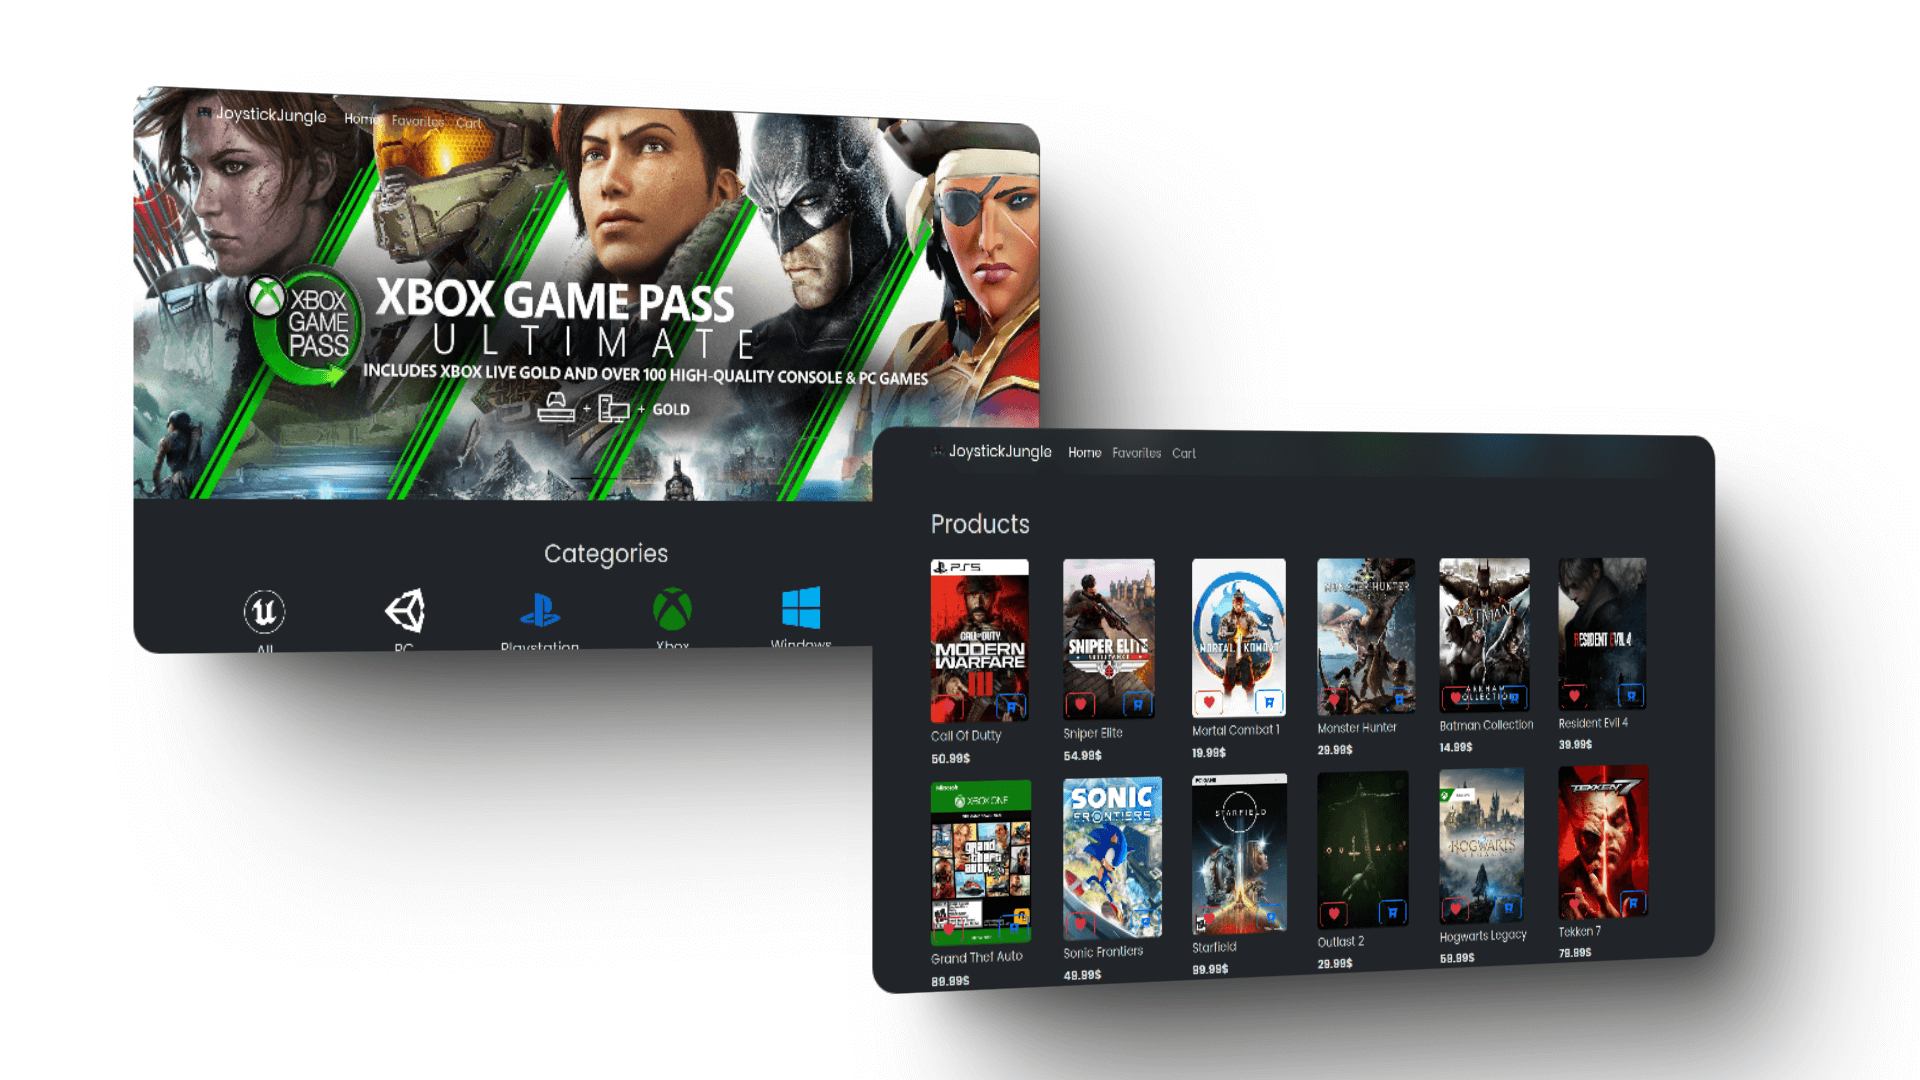 JoystickJungle Home Favorites Cart
XBOX
GAME
PASS
XBOX GAME PASS
ULTIMATE
INCLUDES XBOX LIVE GOLD AND OVER 100 HIGH-QUALITY CONSOLE & PC GAMES
+ + GOLD
Categories
All PC Playstation Xbox Windows
JoystickJungle Home Favorites Cart
Products
PS5
CALL OF DUTY
MODERN
WARFARE
III
SNIPER ELITE
RESISTANCE
MORTAL KOMBAT
MONSTER HUNTER
BATMAN
ARKHAM
COLLECTION
RESIDENT EVIL 4
Call Of Dutty Sniper Elite Mortal Combat 1 Monster Hunter Batman Collection Resident Evil 4
50.99$ 54.99$ 19.99$ 29.99$ 14.99$ 39.99$
Microsoft
XBOX ONE
grand
theft
auto
SONIC
FRONTIERS
PC GAME
STARFIELD
OUTLAST
HOGWARTS
LEGACY
TEKKEN 7
Grand Thef Auto Sonic Frontiers Starfield Outlast 2 Hogwarts Legacy Tekken 7
89.99$ 49.99$ 99.99$ 29.99$ 59.99$ 79.99$